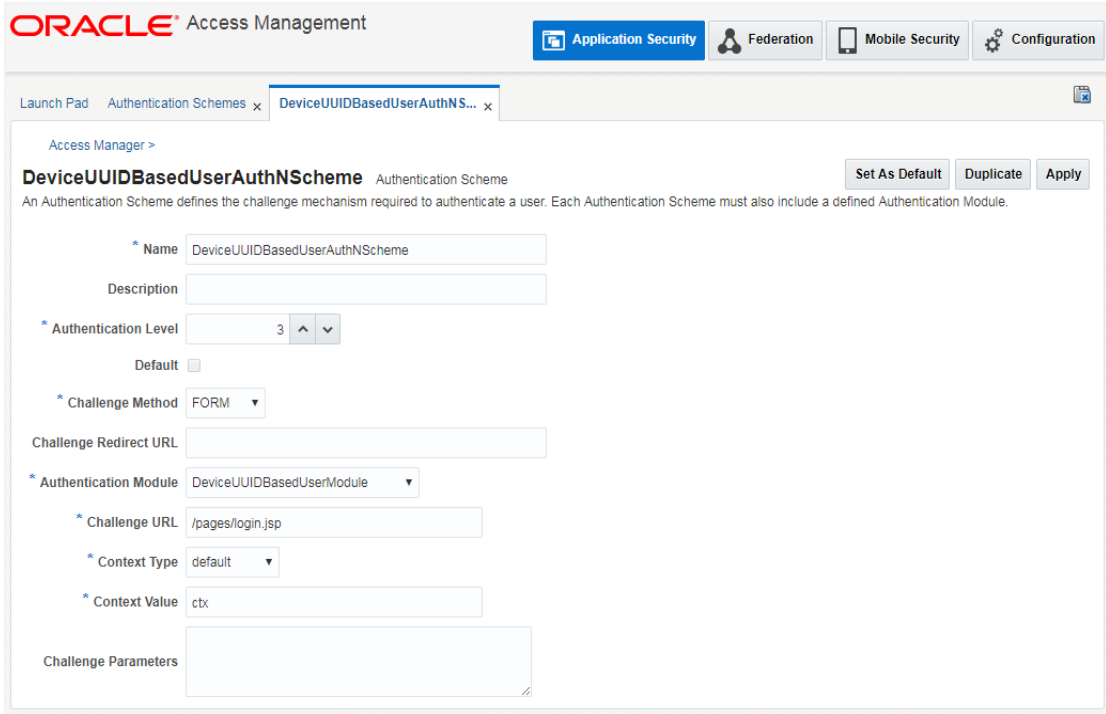 ORACLE® Access Management
Application Security Federation Mobile Security Configuration
Launch Pad Authentication Schemes x DeviceUUIDBasedUserAuthNS... x
Access Manager >
DeviceUUIDBasedUserAuthNScheme Authentication Scheme Set As Default Duplicate Apply
An Authentication Scheme defines the challenge mechanism required to authenticate a user. Each Authentication Scheme must also include a defined Authentication Module.
* Name DeviceUUIDBasedUserAuthNScheme
Description
* Authentication Level 3
Default
* Challenge Method FORM
Challenge Redirect URL
* Authentication Module DeviceUUIDBasedUserModule
* Challenge URL /pages/login.jsp
* Context Type default
* Context Value ctx
Challenge Parameters